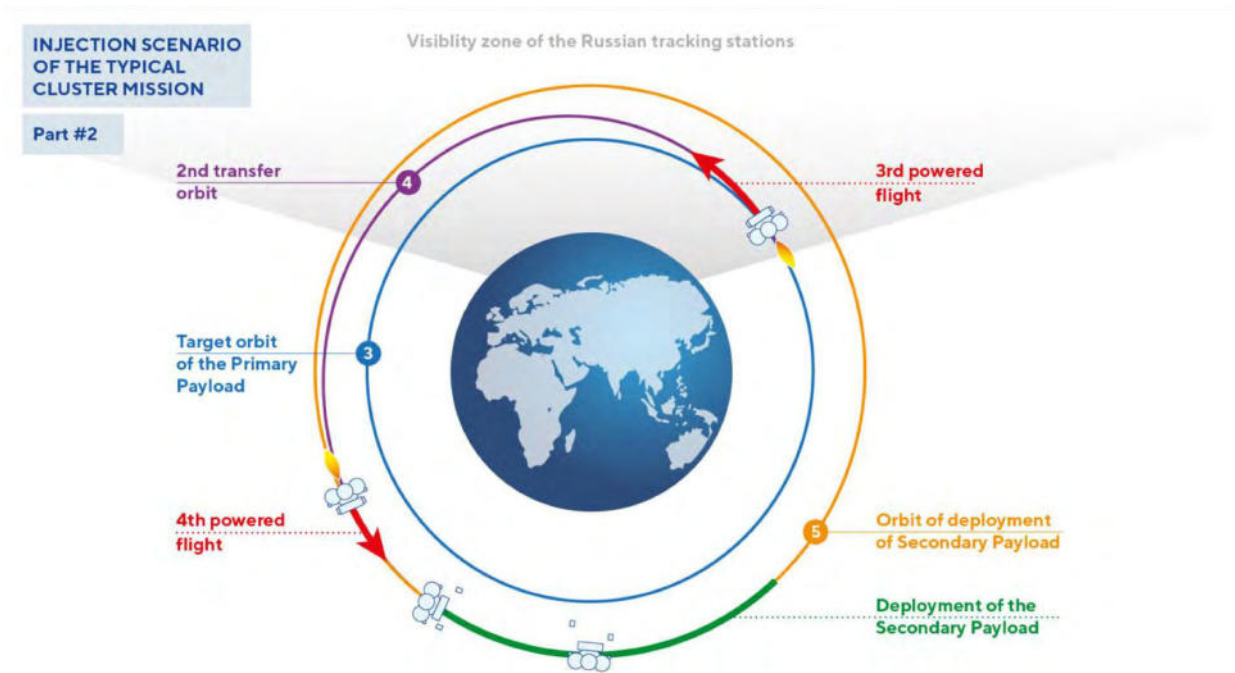 INJECTION SCENARIO
OF THE TYPICAL
CLUSTER MISSION
Part #2
Visiblity zone of the Russian tracking stations
2nd transfer
orbit
4
3rd powered
flight
Target orbit
of the Primary
Payload
3
4th powered
flight
5
Orbit of deployment
of Secondary Payload
Deployment of the
Secondary Payload